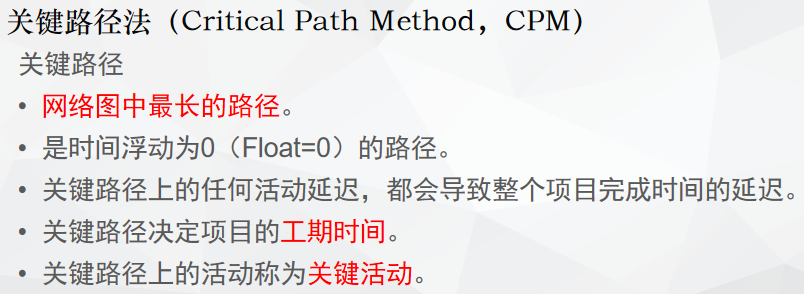 关键路径法（Critical Path Method，CPM）
关键路径
• 网络图中最长的路径。
• 是时间浮动为0（Float=0）的路径。
• 关键路径上的任何活动延迟，都会导致整个项目完成时间的延迟。
• 关键路径决定项目的工期时间。
• 关键路径上的活动称为关键活动。